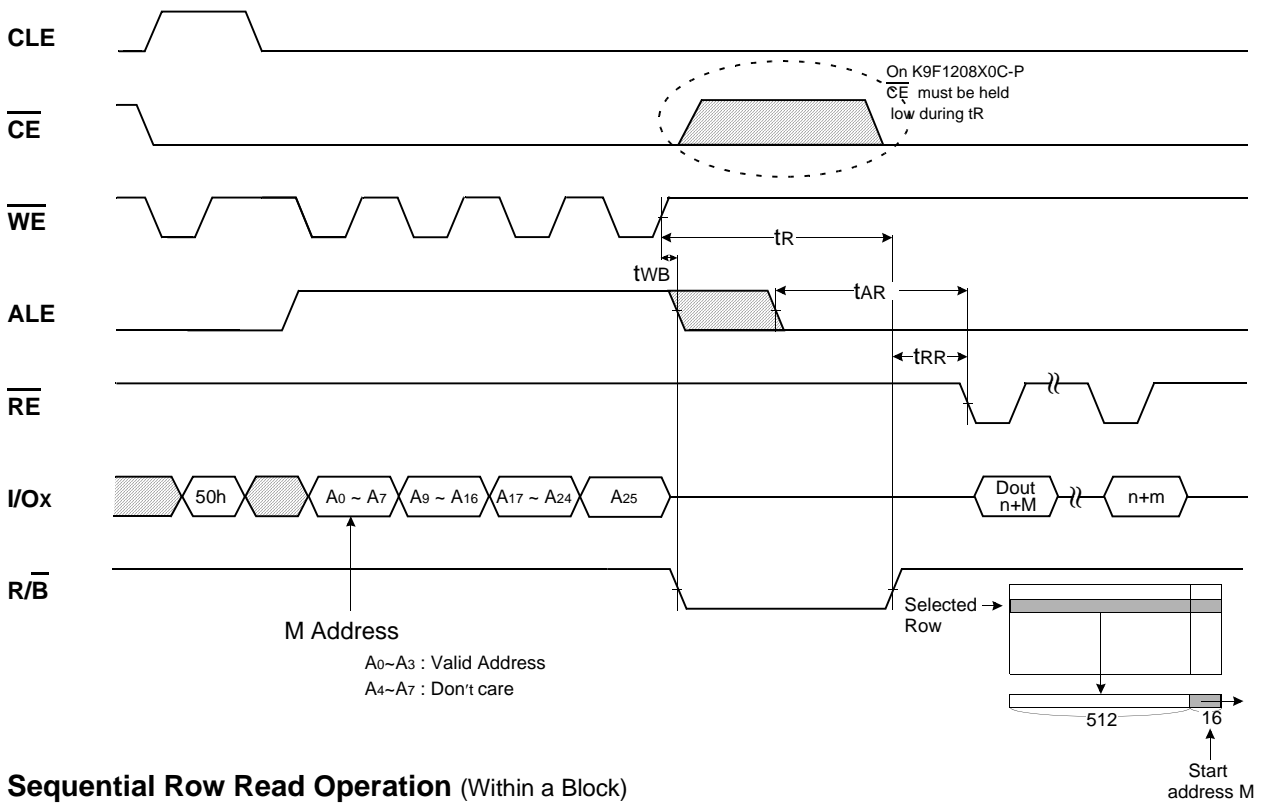 CLE
On K9F1208X0C-P
CE must be held
low during tR
CE
WE
tR
tWB
ALE
tAR
tRR
RE
I/Ox
50h
A0 ~ A7
A9 ~ A16
A17 ~ A24
A25
Dout
n+M
n+m
R/B
M Address
A0~A3 : Valid Address
A4~A7 : Don't care
Selected
Row
512
16
Start
address M
Sequential Row Read Operation (Within a Block)